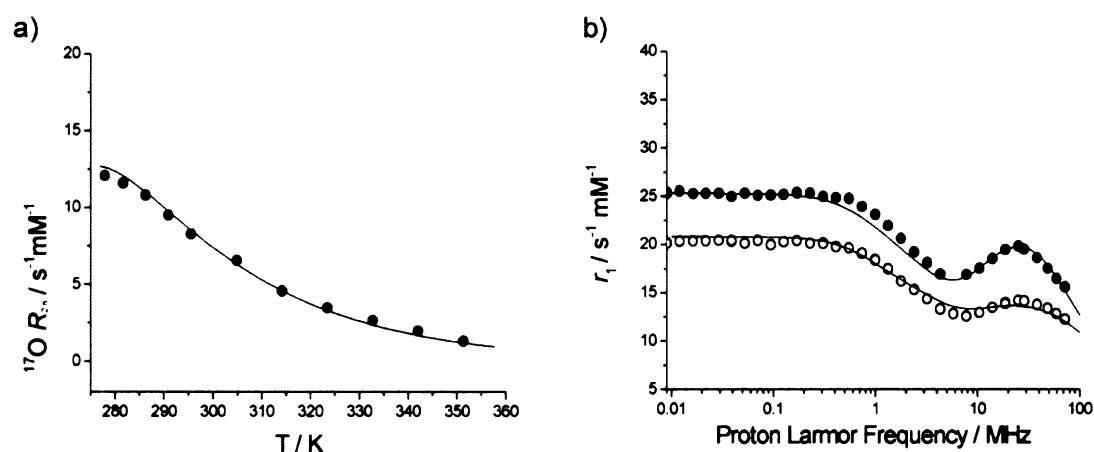 a)
20
15
10
5
0
¹⁷O R₂ₚ / s⁻¹mM⁻¹
280 290 300 310 320 330 340 350 360
T / K
b)
40
35
30
25
20
15
10
5
r₁ / s⁻¹ mM⁻¹
0.01 0.1 1 10 100
Proton Larmor Frequency / MHz